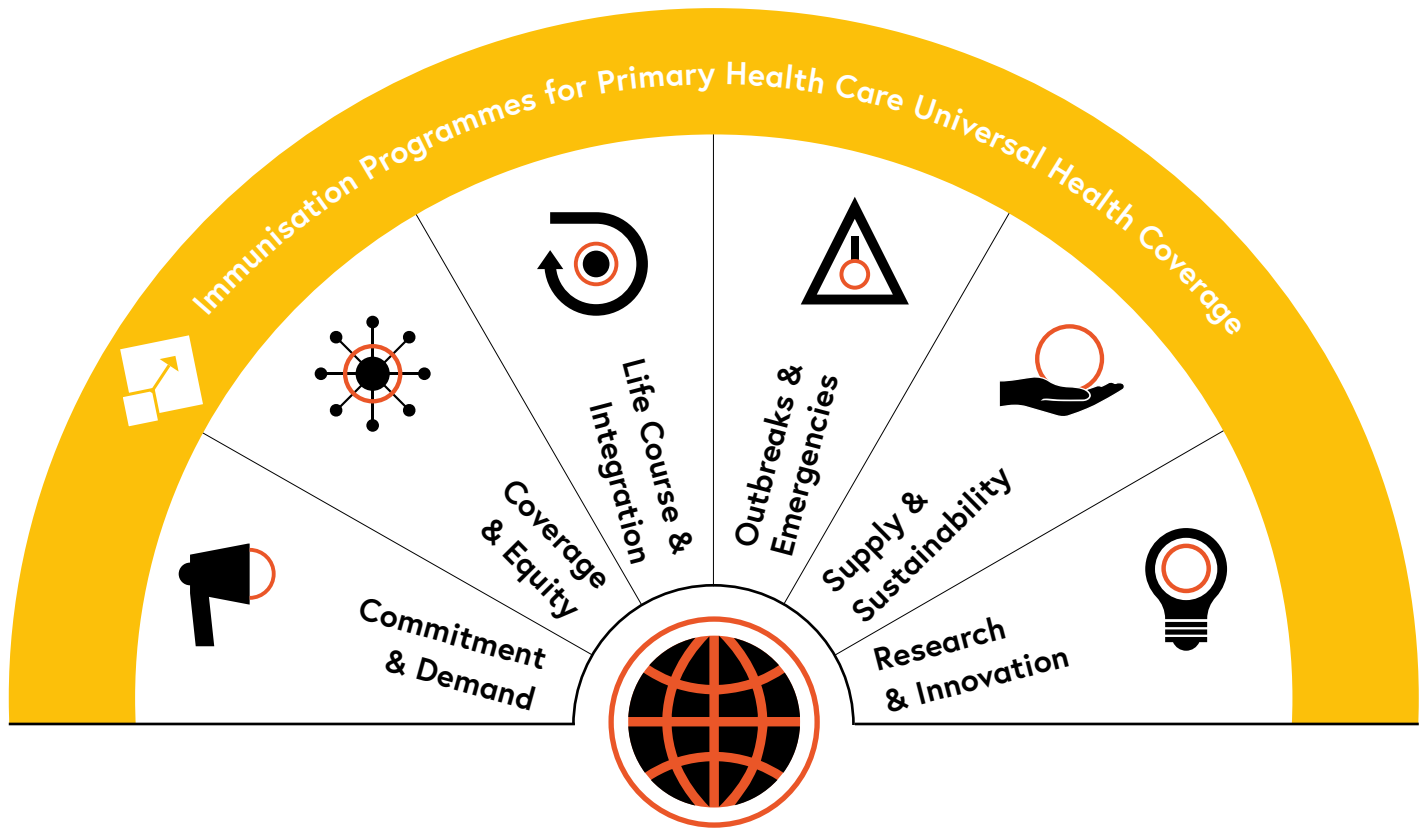 Immunisation Programmes for Primary Health Care Universal Health Coverage
Commitment
& Demand
Coverage
& Equity
Life Course &
Integration
Outbreaks &
Emergencies
Supply &
Sustainability
Research
& Innovation